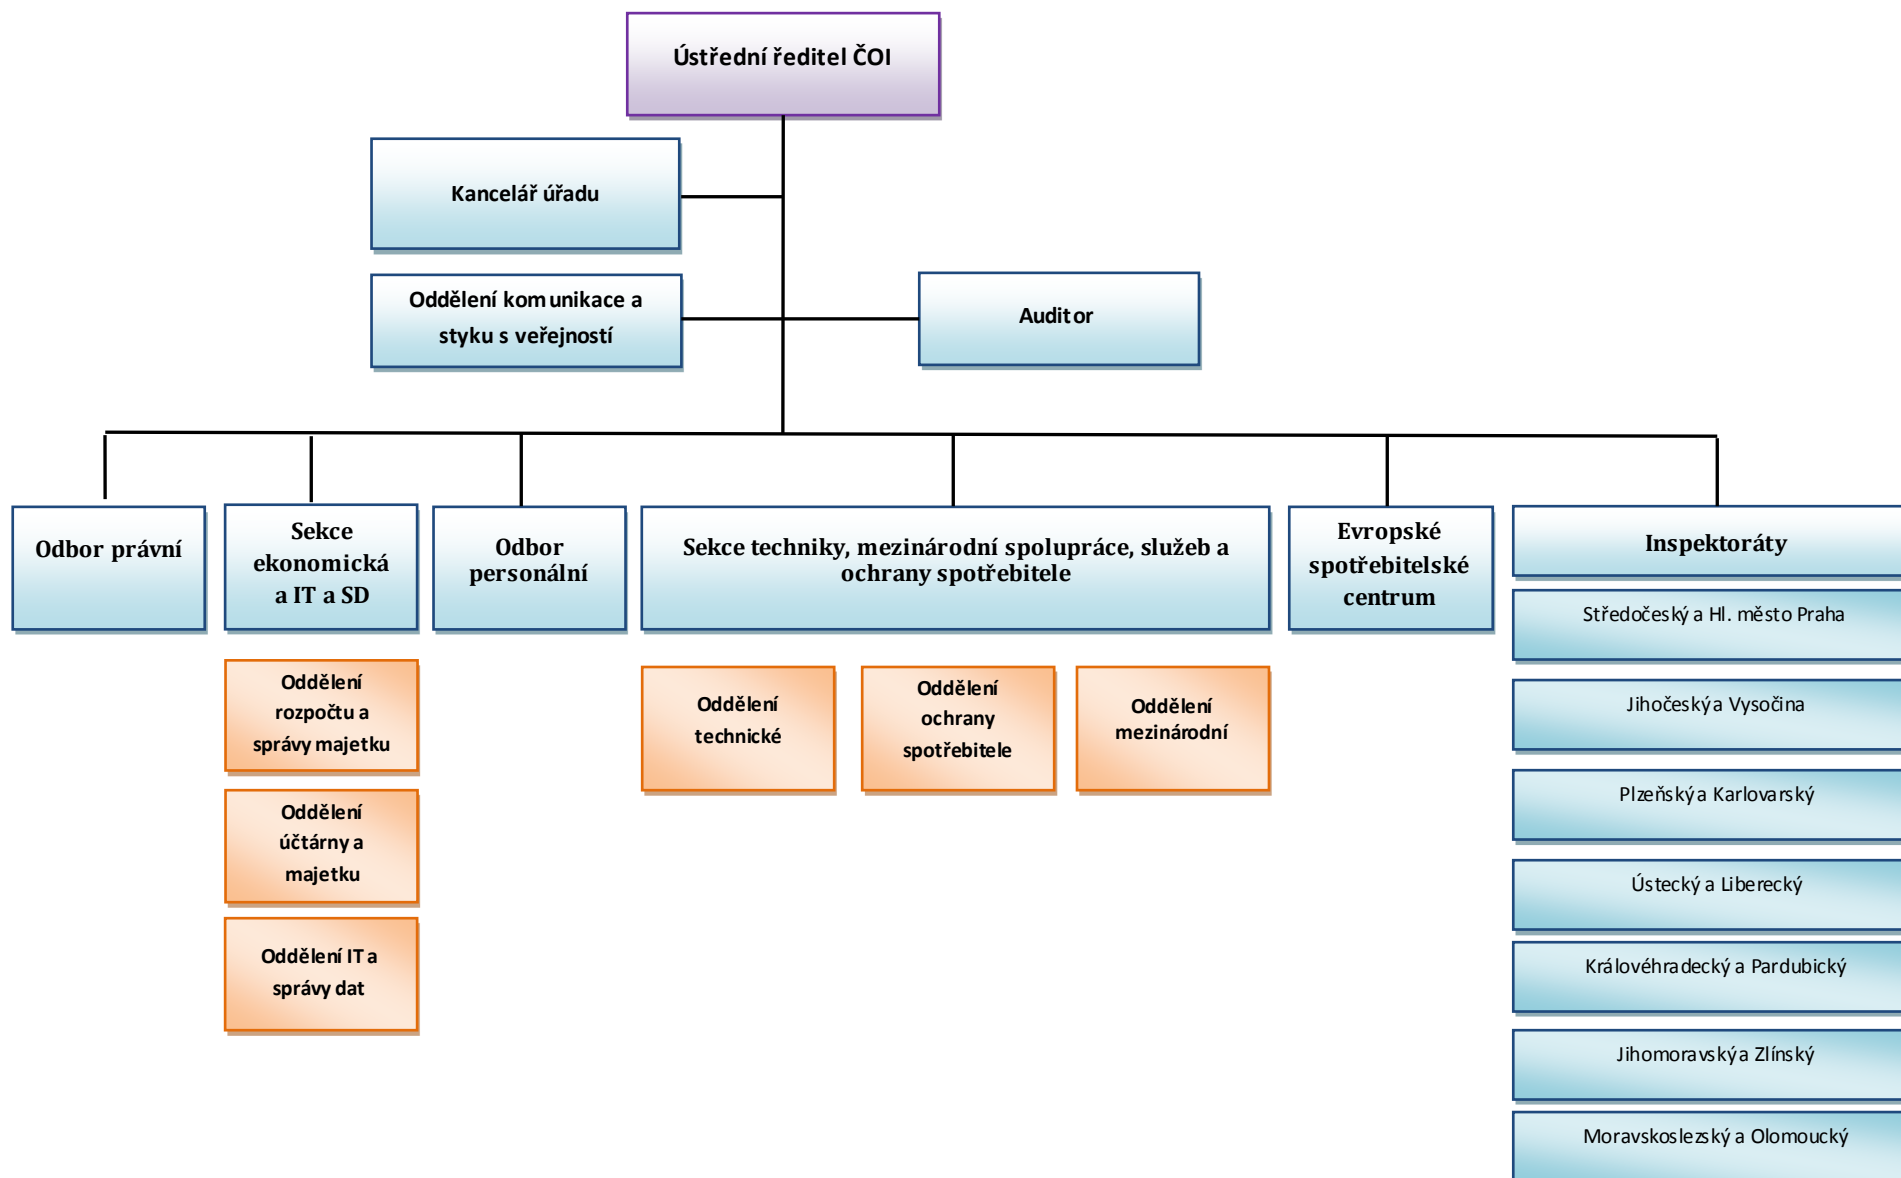 Ústřední ředitel ČOI
Kancelář úřadu
Oddělení komunikace a
styku s veřejností
Auditor
Odbor právní
Sekce
ekonomická
a IT a SD
Odbor
personální
Sekce techniky, mezinárodní spolupráce, služeb a
ochrany spotřebitele
Evropské
spotřebitelské
centrum
Inspektoráty
Středočeský a Hl. město Praha
Jihočeský a Vysočina
Plzeňský a Karlovarský
Ústecký a Liberecký
Královéhradecký a Pardubický
Jihomoravský a Zlínský
Moravskoslezský a Olomoucký
Oddělení
rozpočtu a
správy majetku
Oddělení
účtárny a
majetku
Oddělení IT a
správy dat
Oddělení
technické
Oddělení
ochrany
spotřebitele
Oddělení
mezinárodní